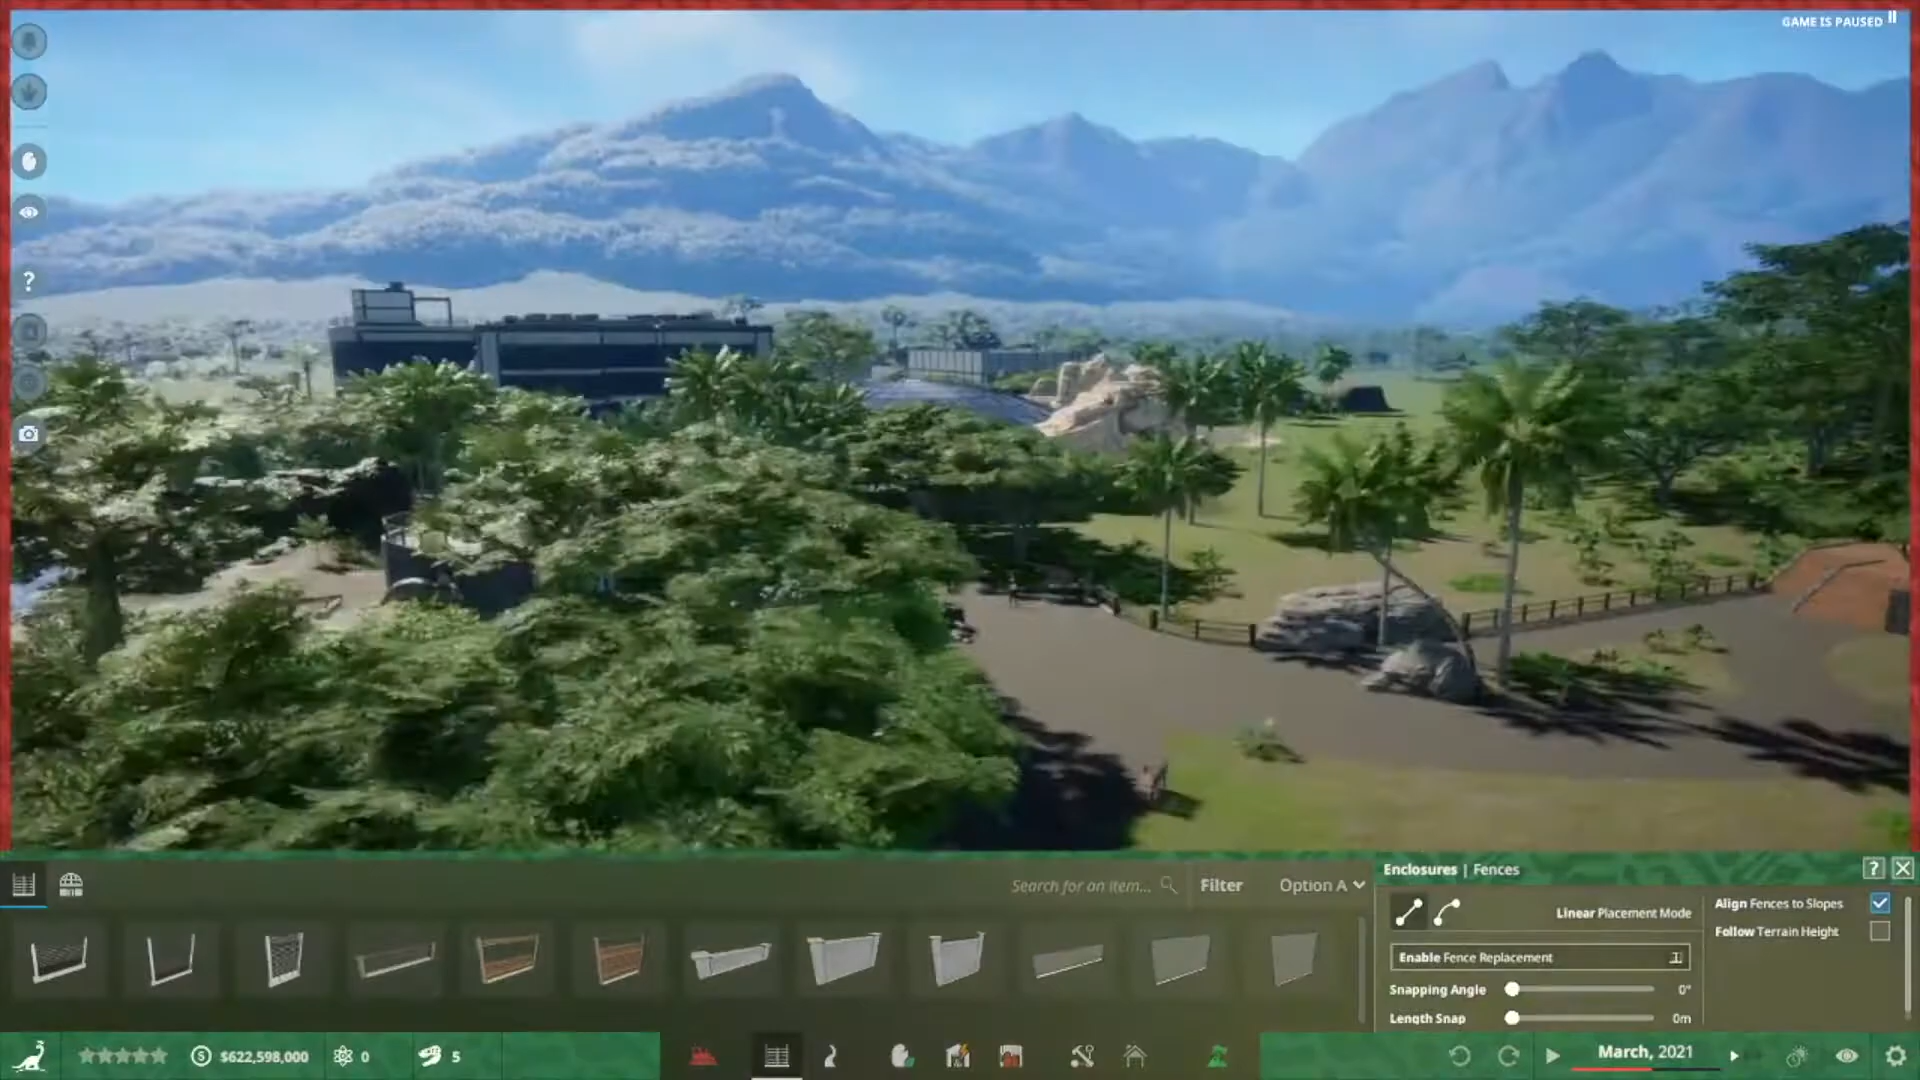 GAME IS PAUSED
?
Search for an item...
Filter
Option A
Enclosures | Fences
?
Linear Placement Mode
Align Fences to Slopes
Follow Terrain Height
Enable Fence Replacement
Snapping Angle
0°
Length Snap
0m
$622,598,000
0
5
March, 2021